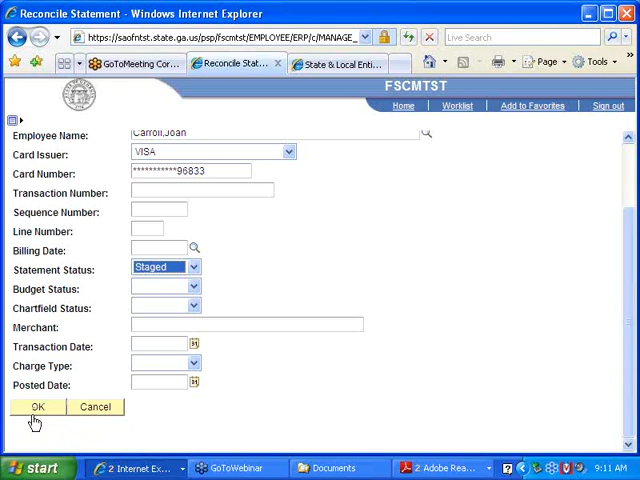 Reconcile Statement - Windows Internet Explorer
https://saofntst.state.ga.us/psp/fscmtst/EMPLOYEE/ERP/c/MANAGE_
Live Search
GoToMeeting Cor...
Reconcile Stat...
State & Local Enti...
Page
Tools
FSCMTST
Home
Worklist
Add to Favorites
Sign out
Employee Name: Carroll,Joan
Card Issuer: VISA
Card Number: ***********96833
Transaction Number:
Sequence Number:
Line Number:
Billing Date:
Statement Status: Staged
Budget Status:
Chartfield Status:
Merchant:
Transaction Date:
Charge Type:
Posted Date:
OK
Cancel
start
2 Internet Ex...
GoToWebinar
Documents
2 Adobe Rea...
9:11 AM